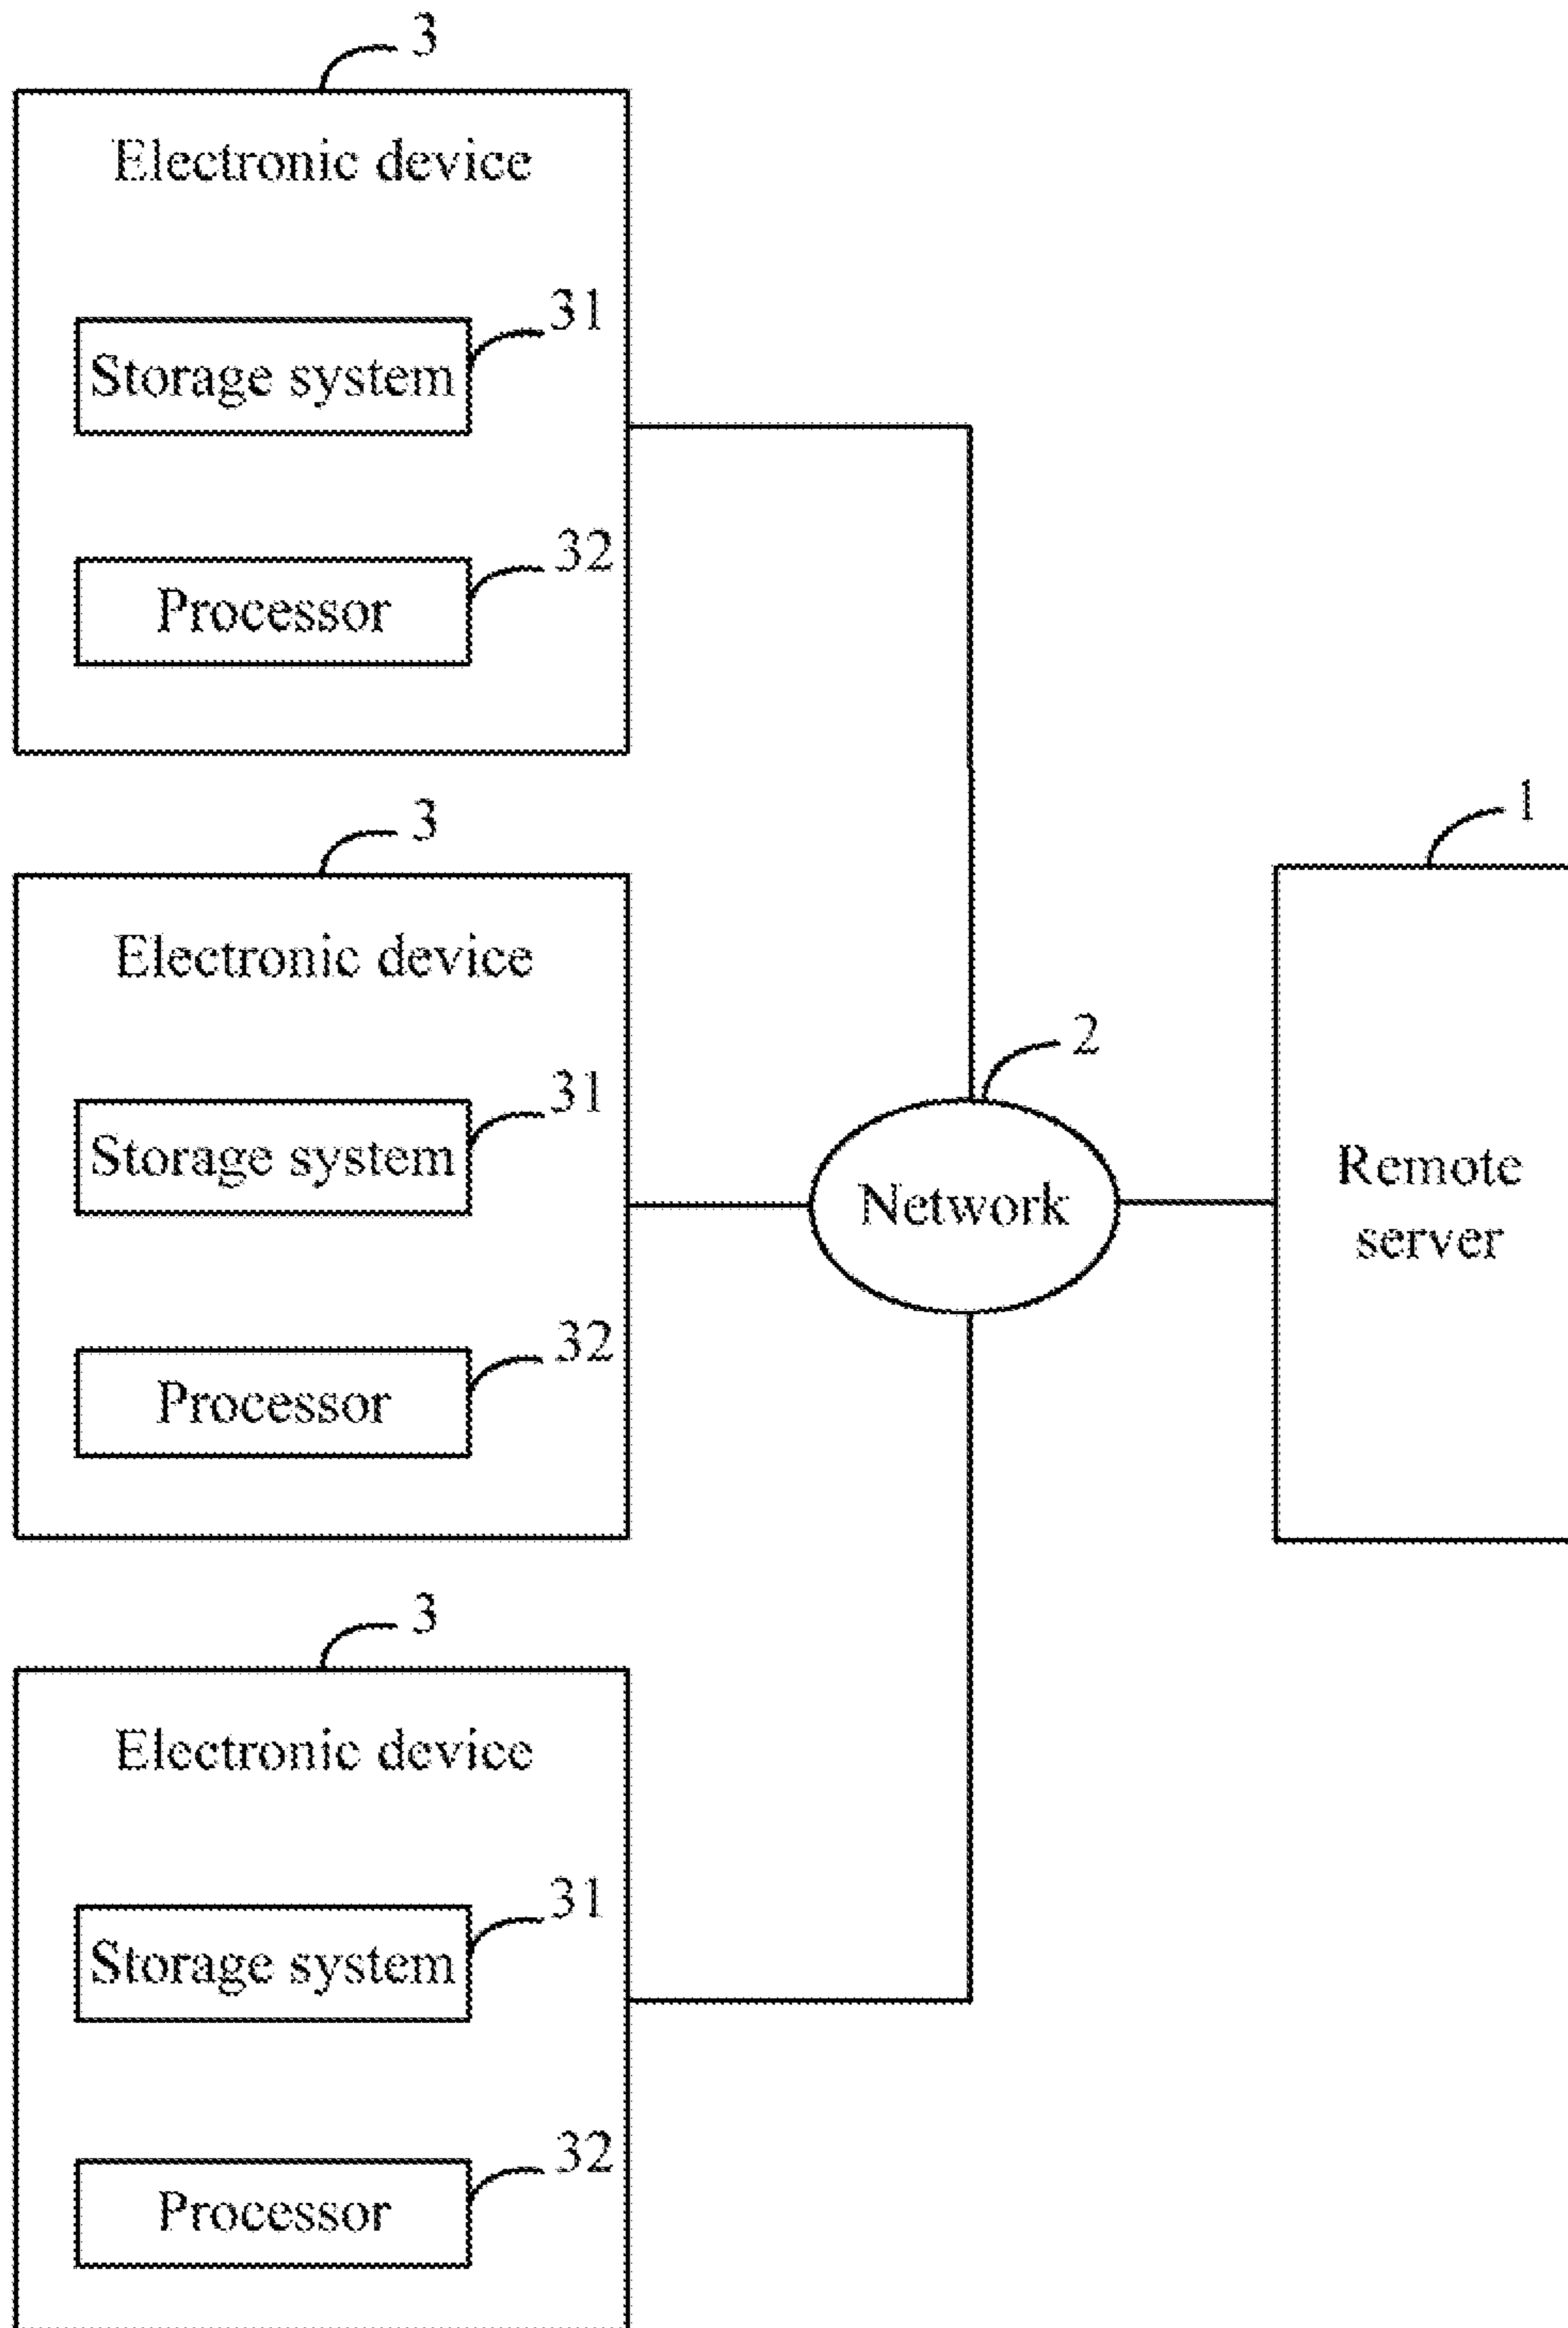 3
Electronic device
31
Storage system
32
Processor
3
1
Electronic device
2
31
Storage system
Network
Remote
server
32
Processor
3
Electronic device
31
Storage system
32
Processor